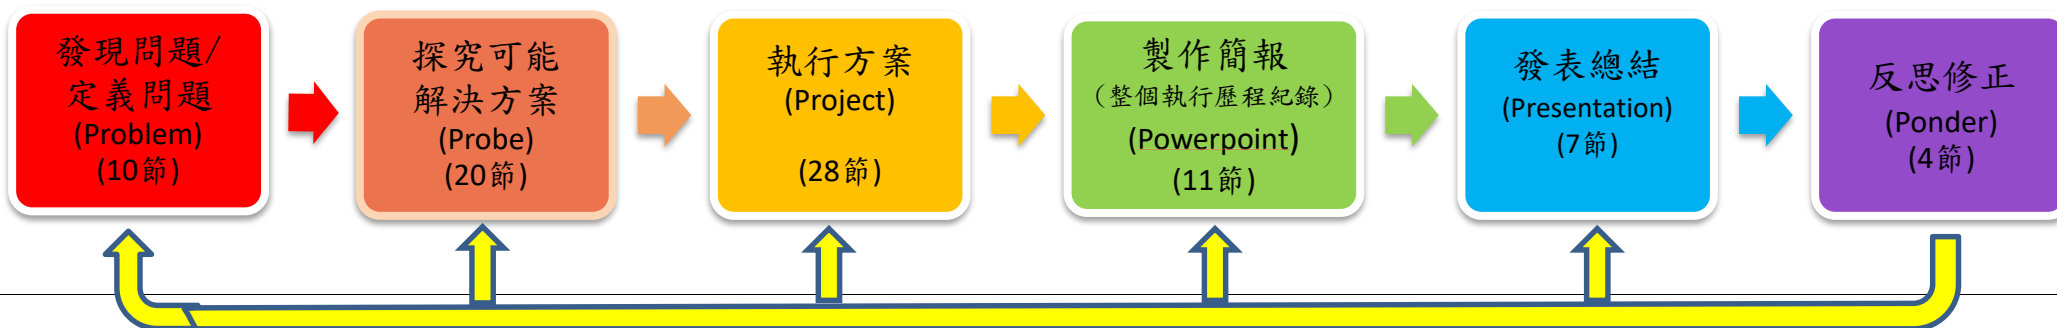 發現問題/
定義問題
(Problem)
(10節)
探究可能
解決方案
(Probe)
(20節)
執行方案
(Project)
(28節)
製作簡報
（整個執行歷程紀錄）
(Powerpoint)
(11節)
發表總結
(Presentation)
(7節)
反思修正
(Ponder)
(4節)